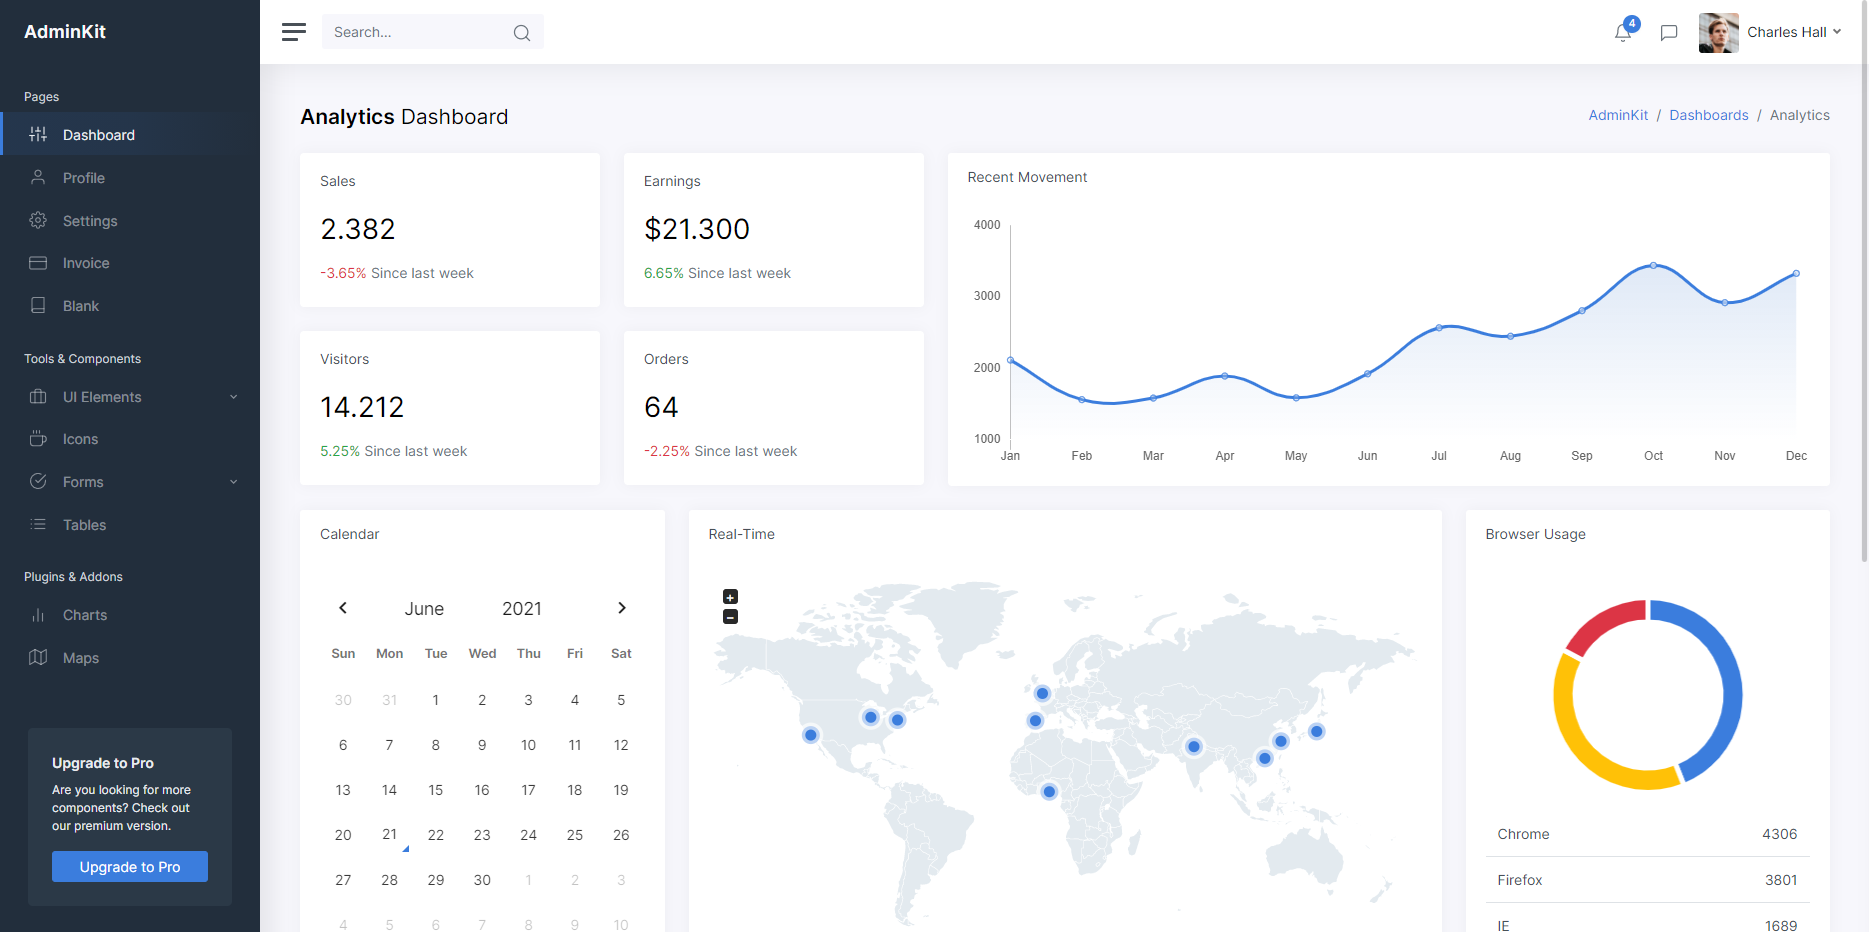 AdminKit
Pages
Dashboard
Profile
Settings
Invoice
Blank
Tools & Components
UI Elements
Icons
Forms
Tables
Plugins & Addons
Charts
Maps
Upgrade to Pro
Are you looking for more
components? Check out
our premium version.
Upgrade to Pro
Search...
4
Charles Hall
Analytics Dashboard
AdminKit / Dashboards / Analytics
Sales
2.382
-3.65% Since last week
Earnings
$21.300
6.65% Since last week
Visitors
14.212
5.25% Since last week
Orders
64
-2.25% Since last week
Recent Movement
4000
3000
2000
1000
Jan Feb Mar Apr May Jun Jul Aug Sep Oct Nov Dec
Calendar
June 2021
Sun Mon Tue Wed Thu Fri Sat
30 31 1 2 3 4 5
6 7 8 9 10 11 12
13 14 15 16 17 18 19
20 21 22 23 24 25 26
27 28 29 30 1 2 3
4 5 6 7 8 9 10
Real-Time
+
−
Browser Usage
Chrome 4306
Firefox 3801
IE 1689